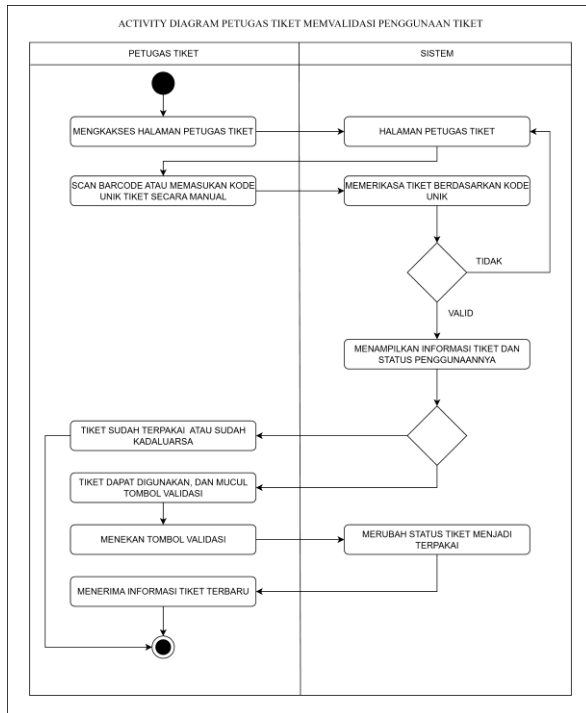 ACTIVITY DIAGRAM PETUGAS TIKET MEMVALIDASI PENGGUNAAN TIKET
PETUGAS TIKET
SISTEM
MENGKAKSES HALAMAN PETUGAS TIKET
HALAMAN PETUGAS TIKET
SCAN BARCODE ATAU MEMASUKAN KODE
UNIK TIKET SECARA MANUAL
MEMERIKASA TIKET BERDASARKAN KODE
UNIK
TIDAK
VALID
MENAMPILKAN INFORMASI TIKET DAN
STATUS PENGGUNAANNYA
TIKET SUDAH TERPAKAI ATAU SUDAH
KADALUARSA
TIKET DAPAT DIGUNAKAN, DAN MUCUL
TOMBOL VALIDASI
MENEKAN TOMBOL VALIDASI
MERUBAH STATUS TIKET MENJADI
TERPAKAI
MENERIMA INFORMASI TIKET TERBARU